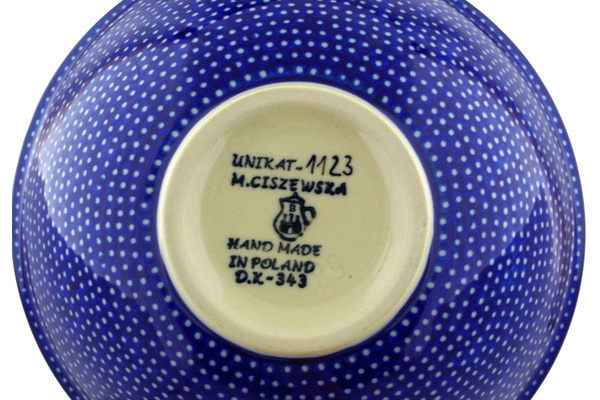 UNIKAT-1123
M.CISZEWSKA
B
HAND MADE
IN POLAND
D.K-343